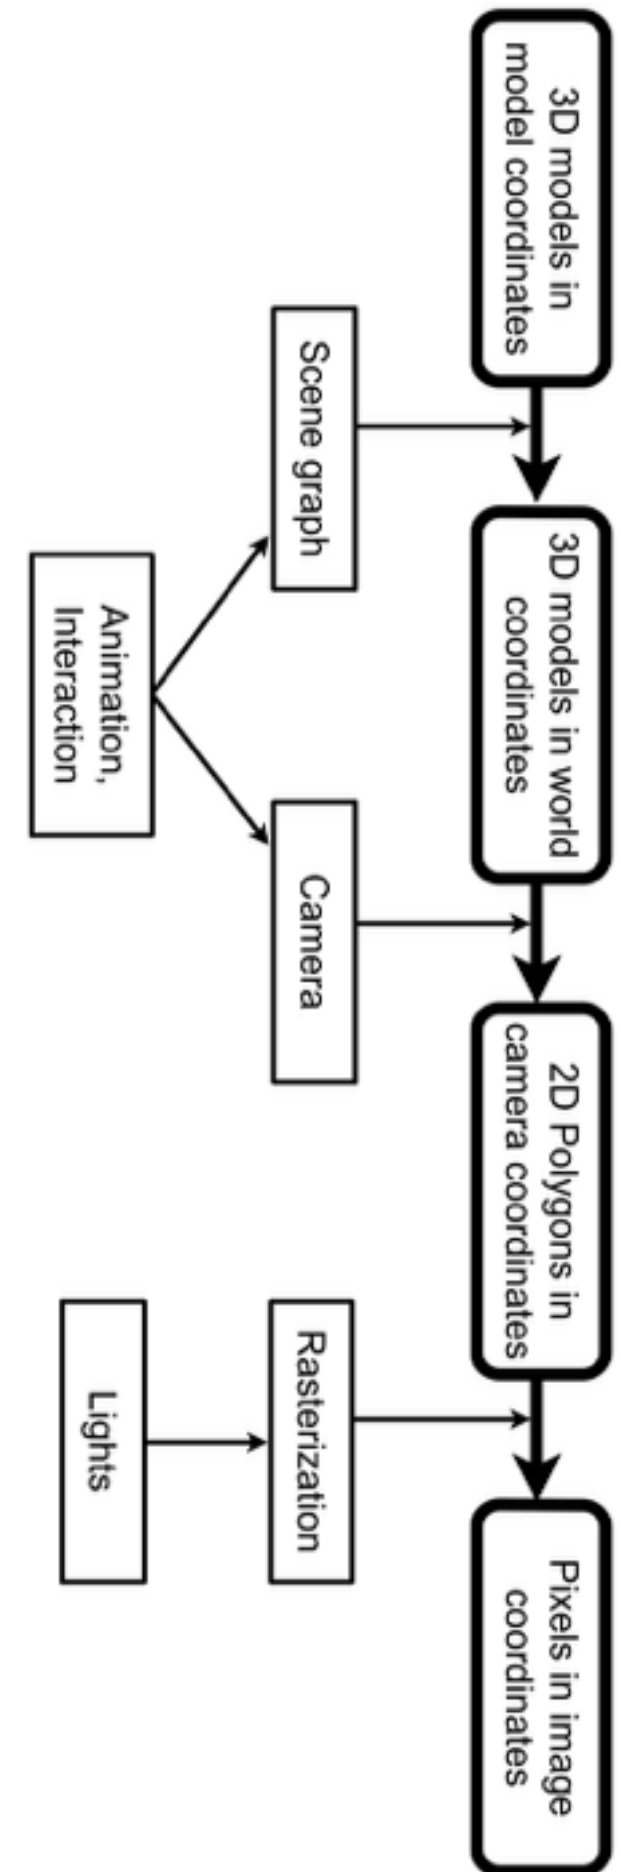 3D models in
model coordinates
3D models in world
coordinates
2D Polygons in
camera coordinates
Pixels in image
coordinates
Scene graph
Camera
Rasterization
Animation,
Interaction
Lights